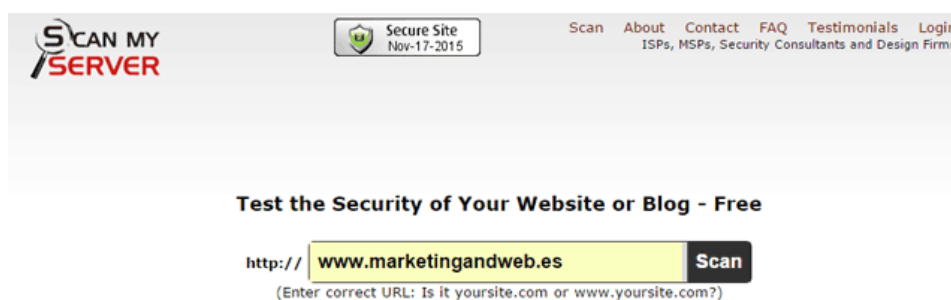 SCAN MY
SERVER
Secure Site
Nov-17-2015
Scan About Contact FAQ Testimonials Login
ISPs, MSPs, Security Consultants and Design Firm
Test the Security of Your Website or Blog - Free
http:// www.marketingandweb.es Scan
(Enter correct URL: Is it yoursite.com or www.yoursite.com?)